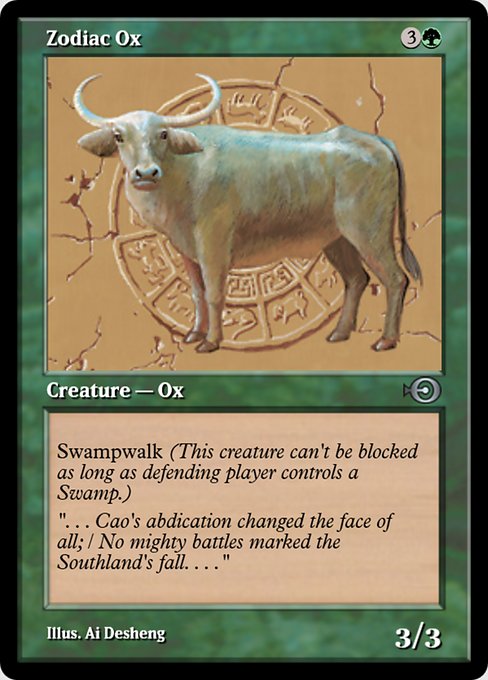 Zodiac Ox 3
Creature — Ox
Swampwalk (This creature can't be blocked
as long as defending player controls a
Swamp.)
". . . Cao's abdication changed the face of
all; / No mighty battles marked the
Southland's fall. . . ."
Illus. Ai Desheng
3/3